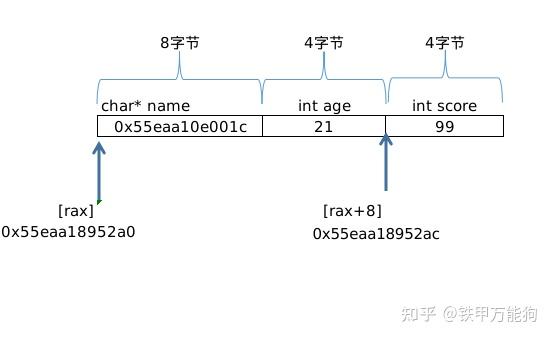 8字节 4字节 4字节
char* name int age int score
0x55eaa10e001c 21 99
[rax] [rax+8]
0x55eaa18952a0 0x55eaa18952ac
知乎 @铁甲万能狗